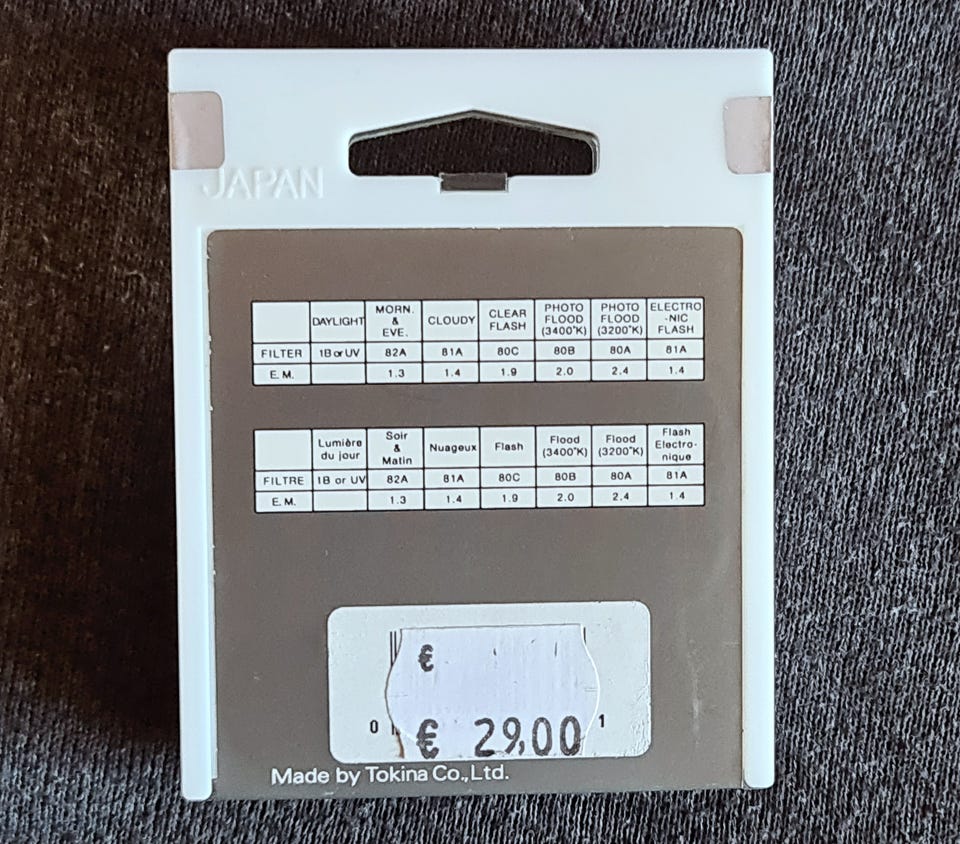 JAPAN
DAYLIGHT MORN. & EVE. CLOUDY CLEAR FLASH PHOTO FLOOD (3400°K) PHOTO FLOOD (3200°K) ELECTRO-NIC FLASH
FILTER 1B or UV 82A 81A 80C 80B 80A 81A
E.M. 1.3 1.4 1.9 2.0 2.4 1.4
Lumière du jour Soir & Matin Nuageux Flash Flood (3400°K) Flood (3200°K) Flash Electro-nique
FILTRE 1B or UV 82A 81A 80C 80B 80A 81A
E.M. 1.3 1.4 1.9 2.0 2.4 1.4
€
0 € 29,00 1
Made by Tokina Co.,Ltd.